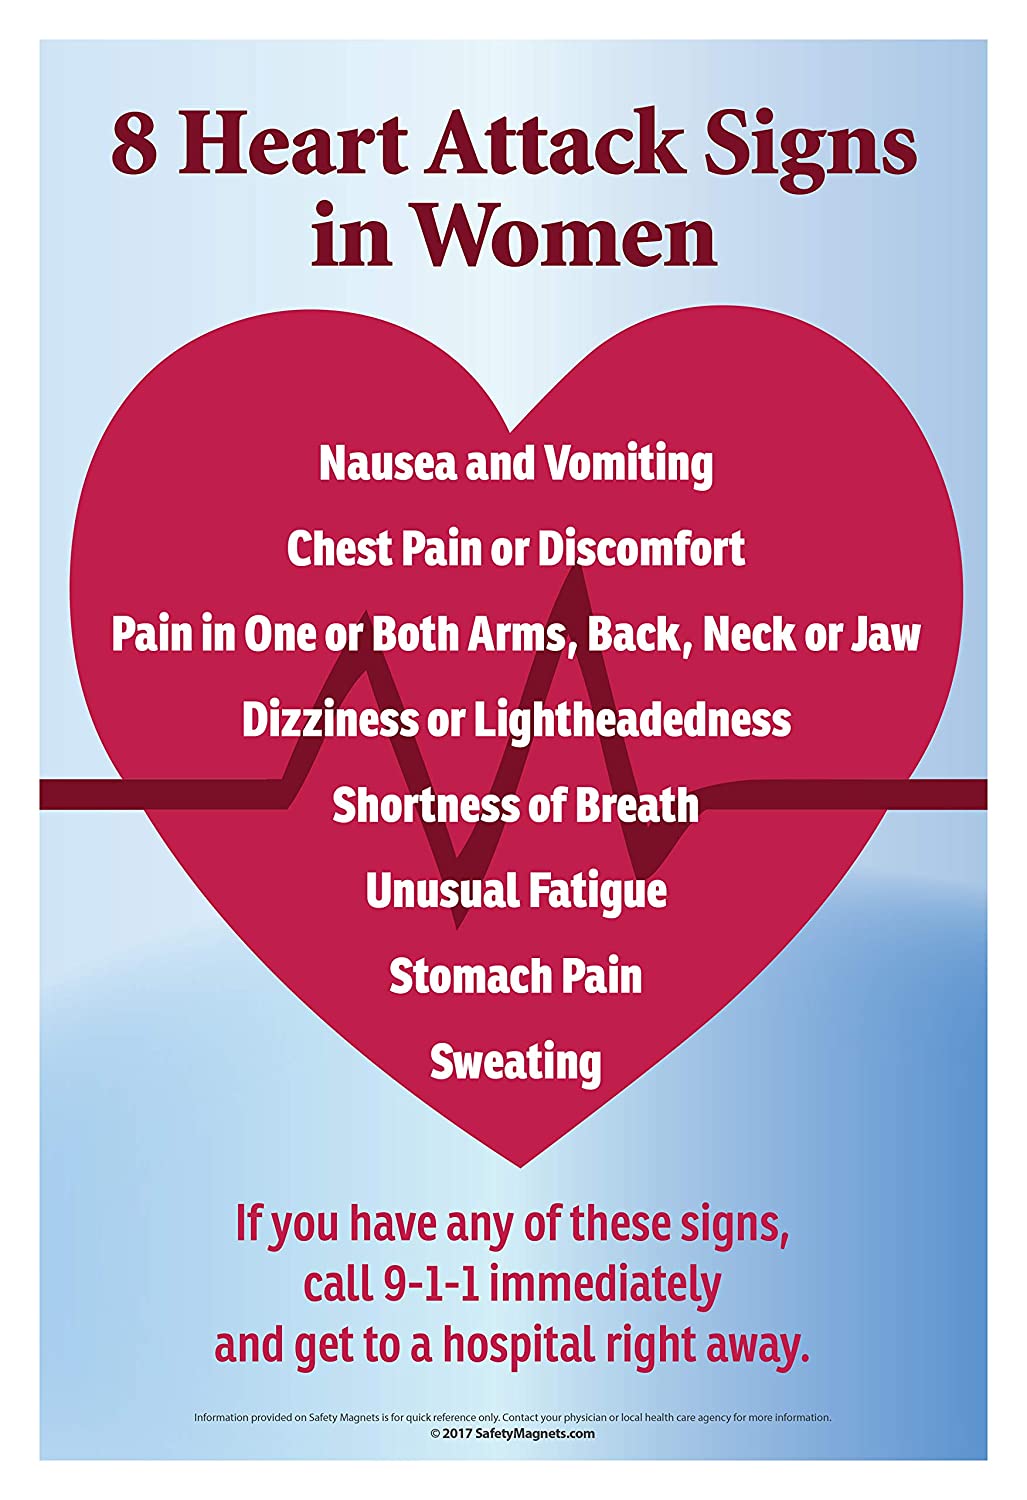 8 Heart Attack Signs
in Women
Nausea and Vomiting
Chest Pain or Discomfort
Pain in One or Both Arms, Back, Neck or Jaw
Dizziness or Lightheadedness
Shortness of Breath
Unusual Fatigue
Stomach Pain
Sweating
If you have any of these signs,
call 9-1-1 immediately
and get to a hospital right away.
Information provided on Safety Magnets is for quick reference only. Contact your physician or local health care agency for more information.
© 2017 SafetyMagnets.com